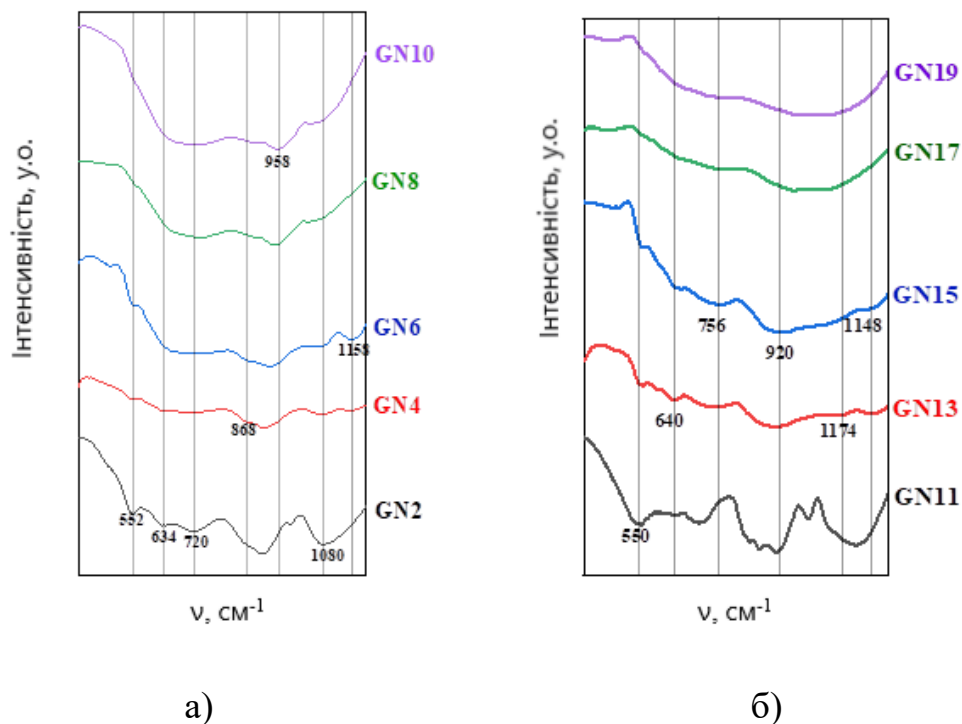 GN10
958
GN8
GN6
1158
GN4
868
GN2
552
634
720
1080
Інтенсивність, у.о.
ν, см-1
а)
GN19
GN17
GN15
756
1148
920
GN13
640
1174
GN11
550
Інтенсивність, у.о.
ν, см-1
б)